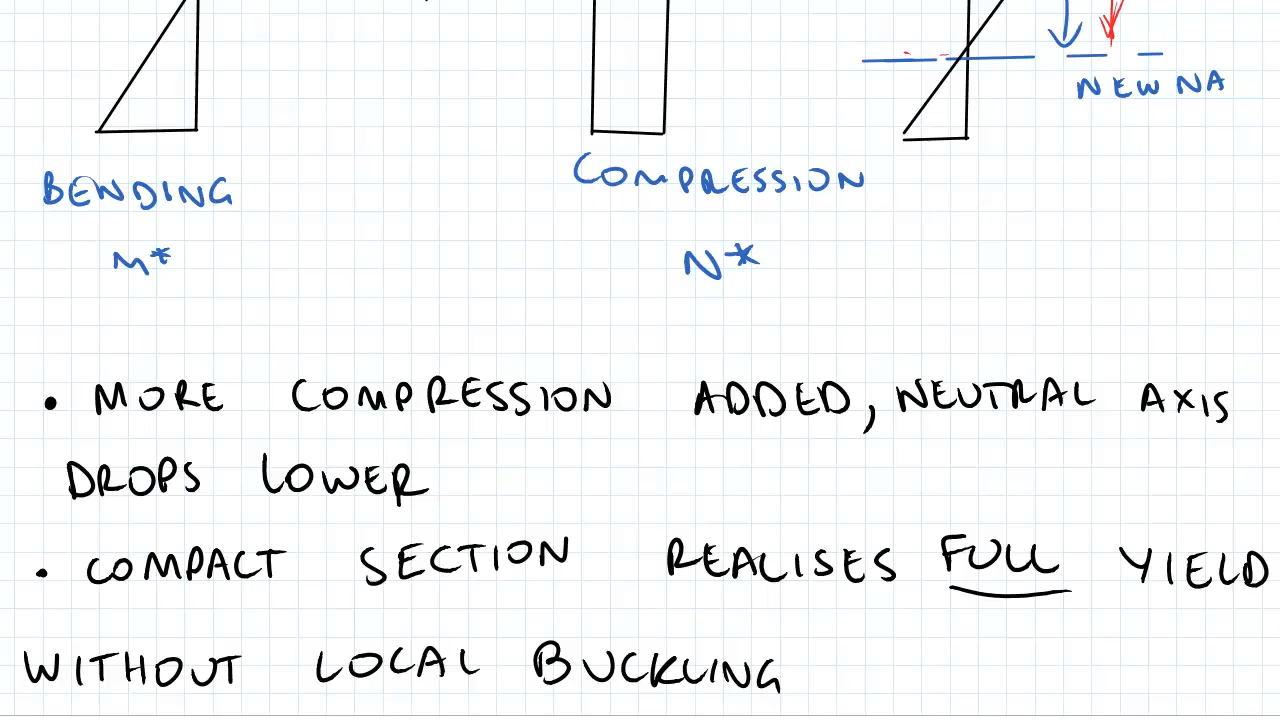 NEW NA
BENDING
COMPRESSION
M*
N*
• MORE COMPRESSION ADDED, NEUTRAL AXIS
DROPS LOWER
• COMPACT SECTION REALISES FULL YIELD
WITHOUT LOCAL BUCKLING